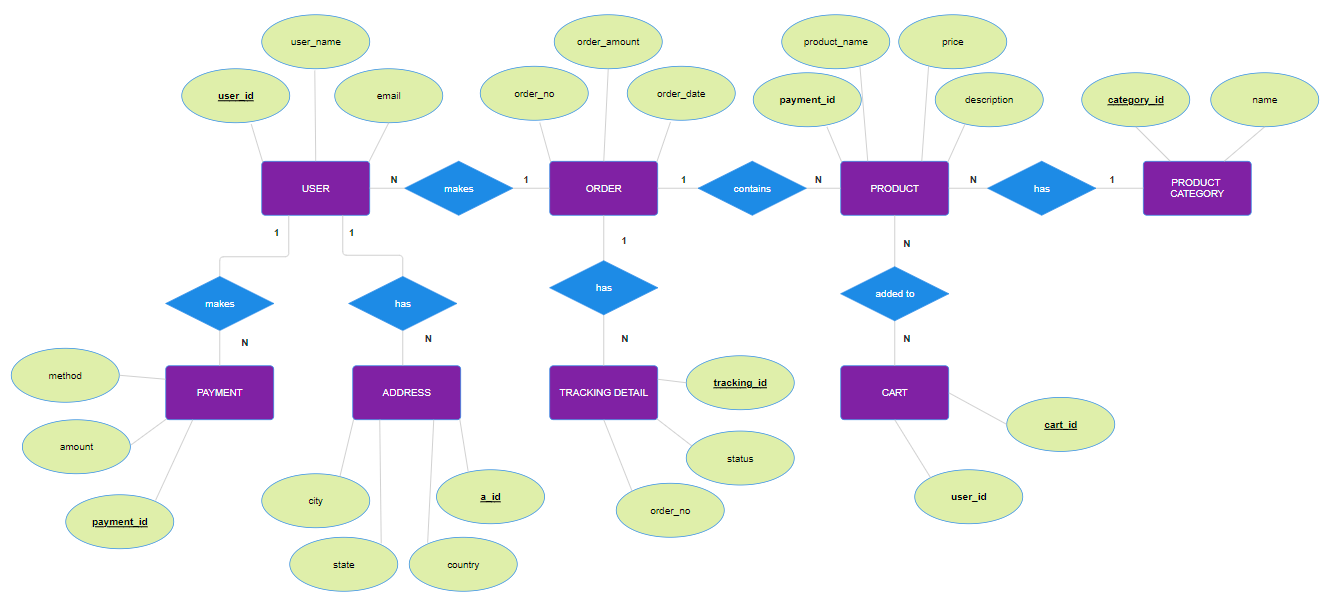 user_name
order_amount
product_name
price
user_id
email
order_no
order_date
payment_id
description
category_id
name
USER
N
makes
1
ORDER
1
contains
N
PRODUCT
N
has
1
PRODUCT
CATEGORY
1
1
1
N
makes
has
has
added to
N
N
N
N
method
PAYMENT
ADDRESS
TRACKING DETAIL
tracking_id
CART
amount
city
a_id
status
cart_id
payment_id
order_no
user_id
state
country